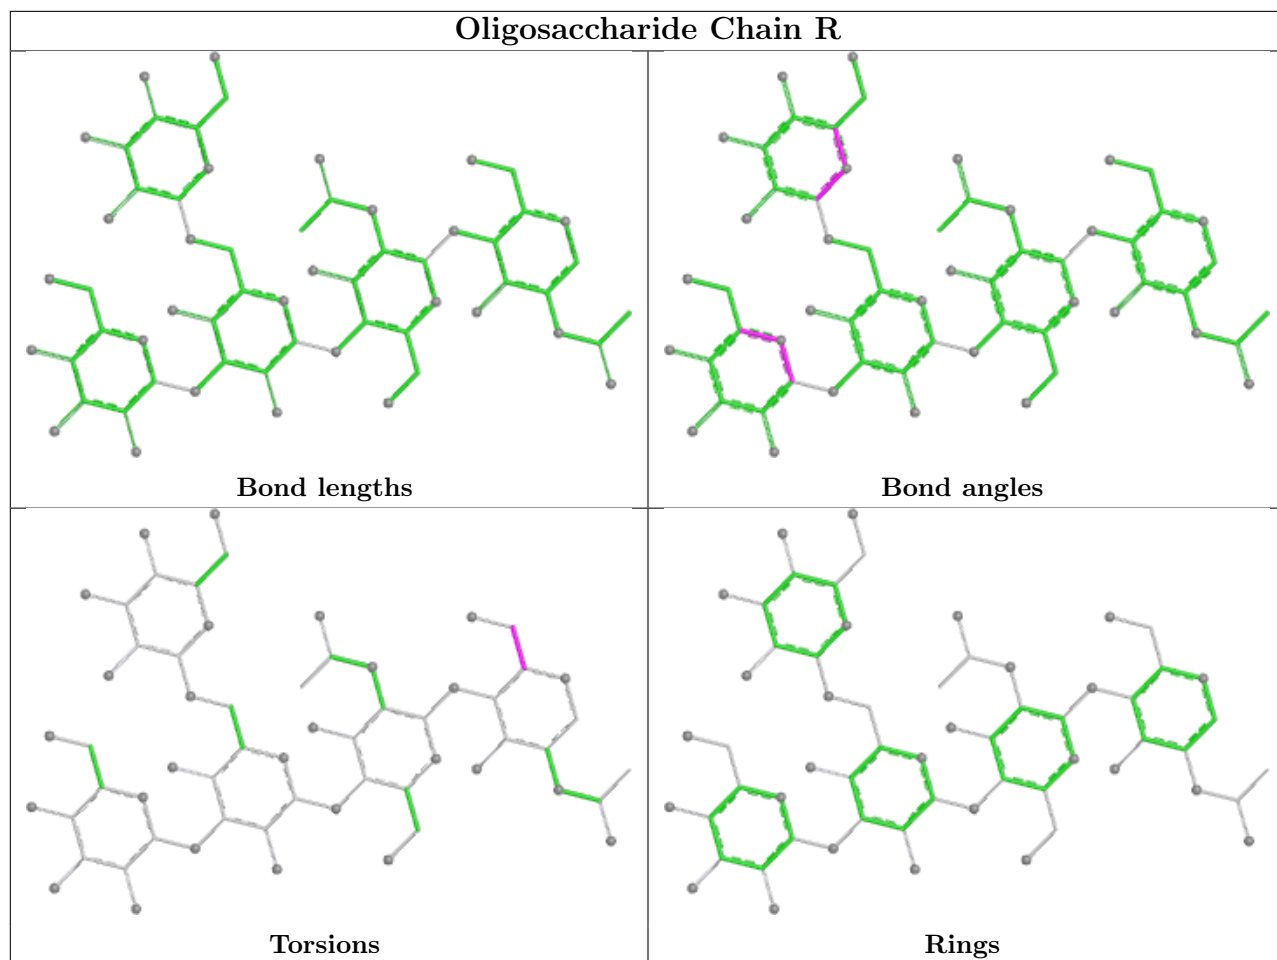 Oligosaccharide Chain R
Bond lengths
Bond angles
Torsions
Rings